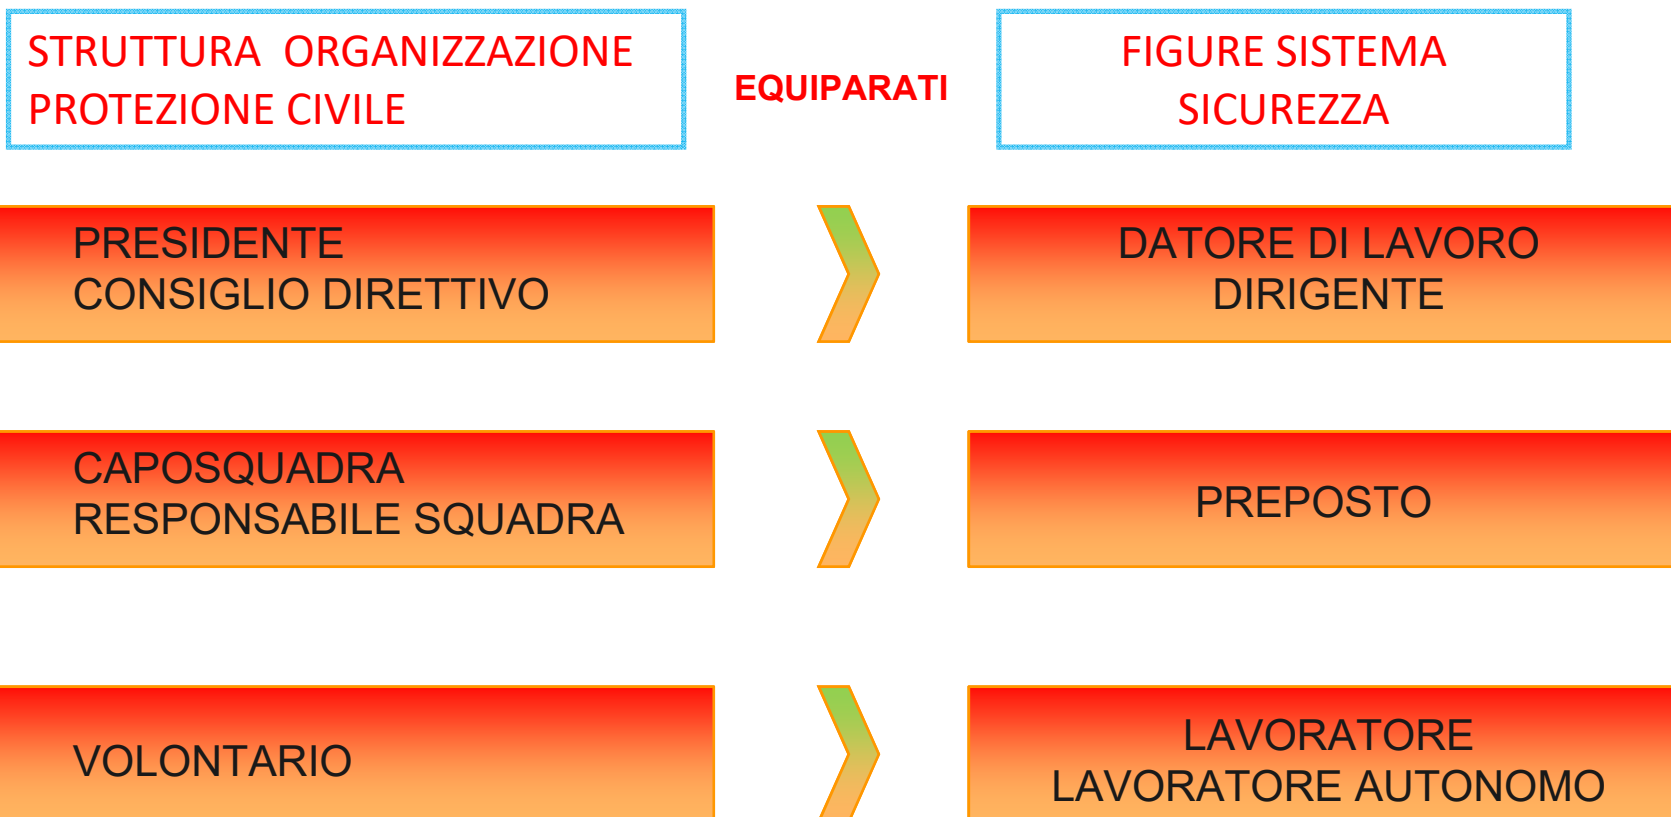 STRUTTURA ORGANIZZAZIONE
PROTEZIONE CIVILE
EQUIPARATI
FIGURE SISTEMA
SICUREZZA
PRESIDENTE
CONSIGLIO DIRETTIVO
DATORE DI LAVORO
DIRIGENTE
CAPOSQUADRA
RESPONSABILE SQUADRA
PREPOSTO
VOLONTARIO
LAVORATORE
LAVORATORE AUTONOMO